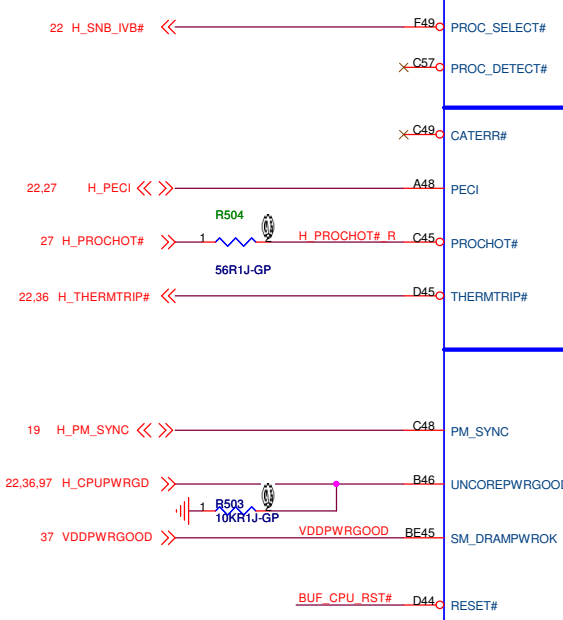 22 H_SNB_IVB# F49 PROC_SELECT#
C57 PROC_DETECT#
C49 CATERR#
22,27 H_PECI A48 PECI
R504
27 H_PROCHOT# 1 2 H_PROCHOT#_R C45 PROCHOT#
56R1J-GP
22,36 H_THERMTRIP# D45 THERMTRIP#
19 H_PM_SYNC C48 PM_SYNC
22,36,97 H_CPUPWRGD B46 UNCOREPWRGOOD
1 R503 2
10KR1J-GP
37 VDDPWRGOOD VDDPWRGOOD BE45 SM_DRAMPWROK
BUF_CPU_RST# D44 RESET#